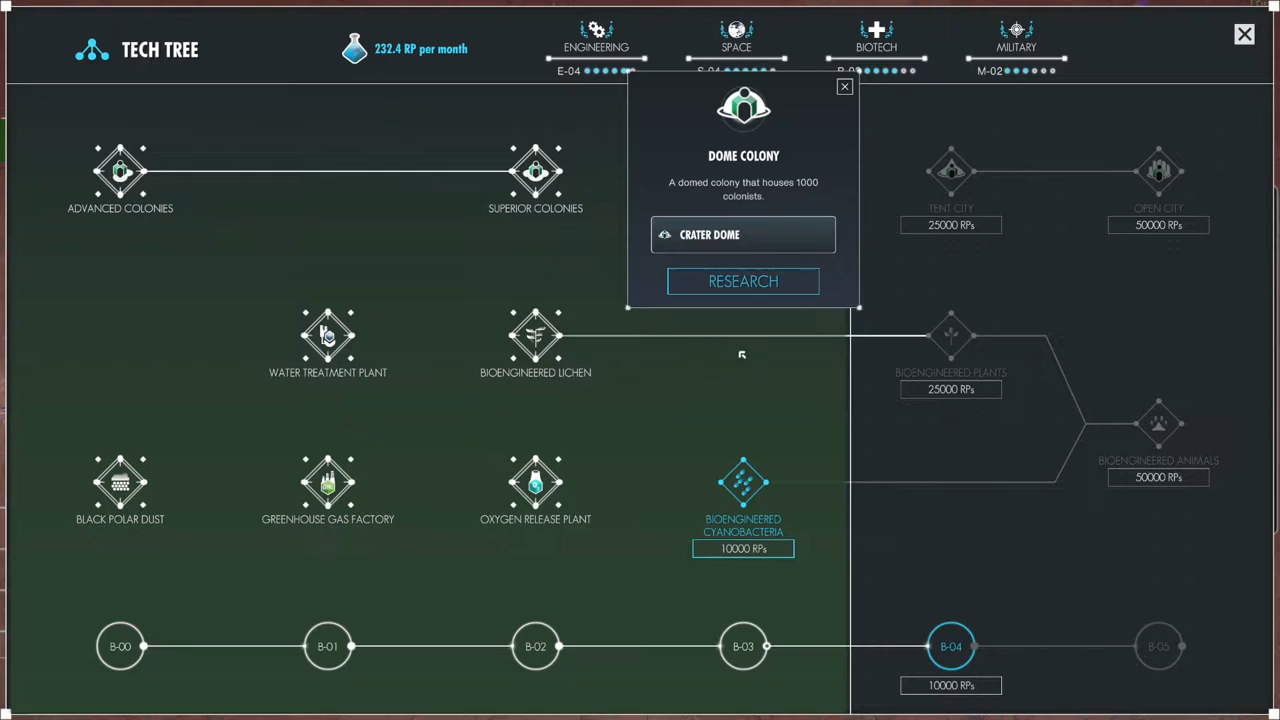 TECH TREE
232.4 RP per month
ENGINEERING
SPACE
BIOTECH
MILITARY
E-04
M-02
DOME COLONY
A domed colony that houses 1000
colonists.
CRATER DOME
RESEARCH
ADVANCED COLONIES
SUPERIOR COLONIES
TENT CITY
25000 RPs
OPEN CITY
50000 RPs
WATER TREATMENT PLANT
BIOENGINEERED LICHEN
BIOENGINEERED PLANTS
25000 RPs
BIOENGINEERED ANIMALS
50000 RPs
BLACK POLAR DUST
GREENHOUSE GAS FACTORY
OXYGEN RELEASE PLANT
BIOENGINEERED
CYANOBACTERIA
10000 RPs
B-00
B-01
B-02
B-03
B-04
B-05
10000 RPs